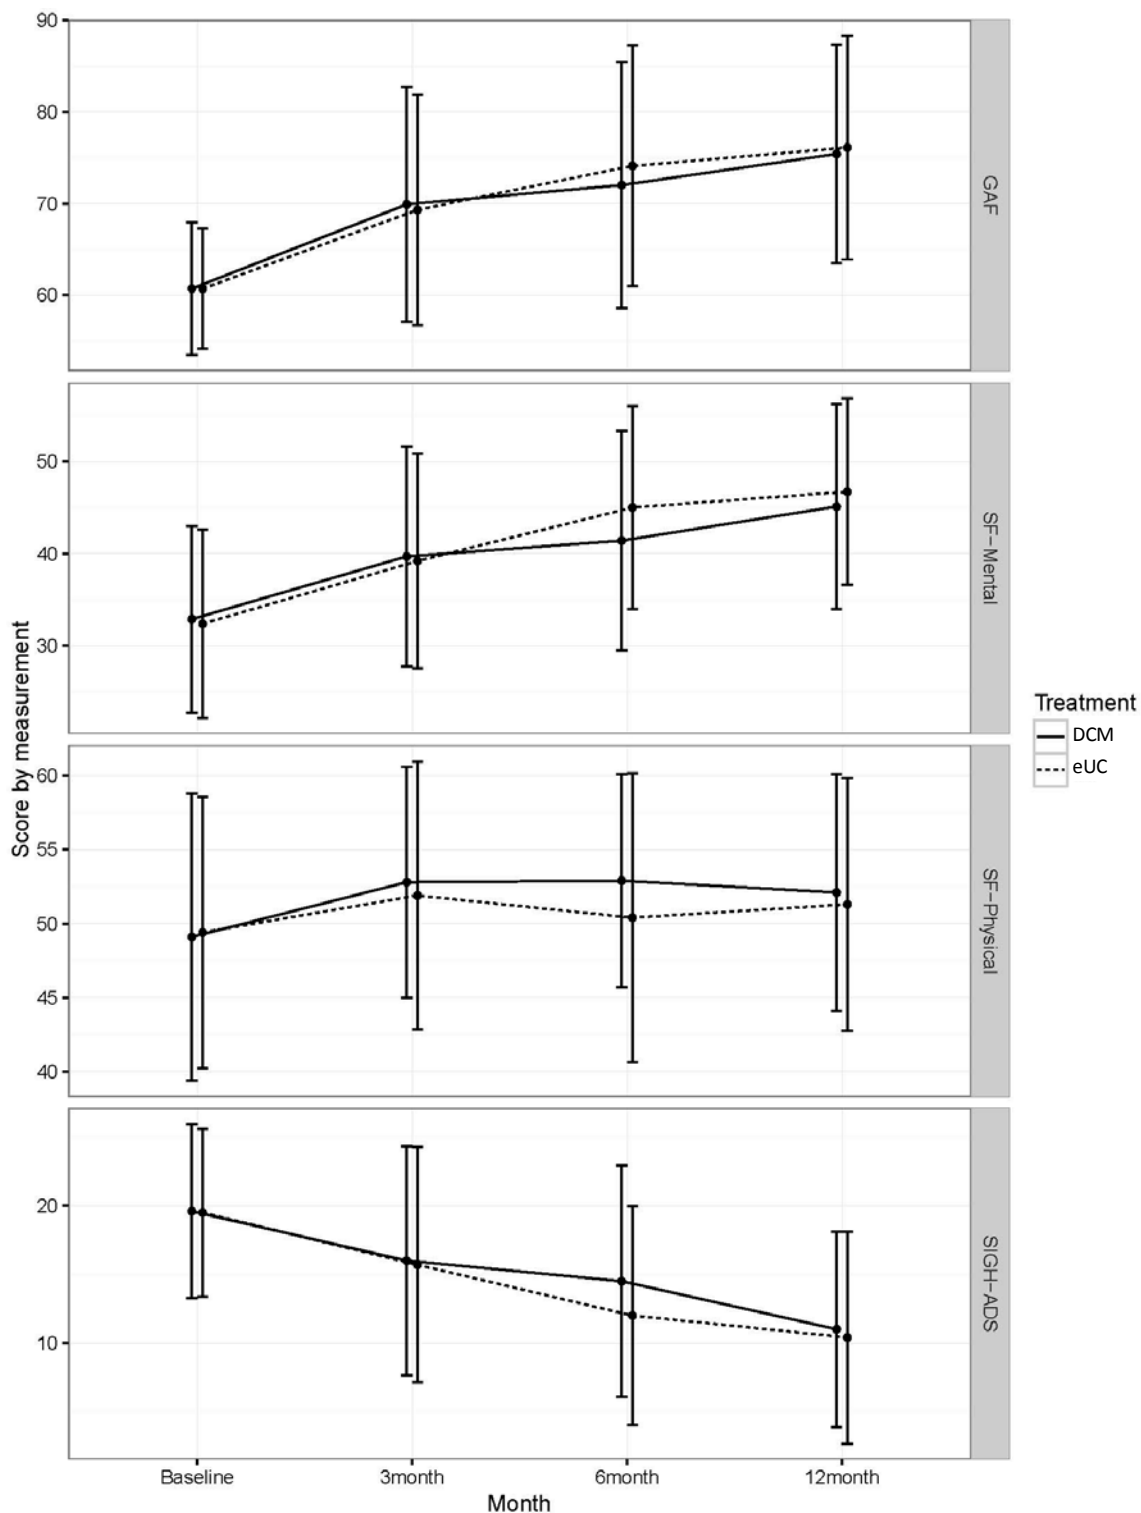 90
80
70
60
GAF
50
40
30
SF-Mental
60
55
50
45
40
SF-Physical
20
10
SIGH-ADS
Score by measurement
Baseline 3month 6month 12month
Month
Treatment
DCM
eUC